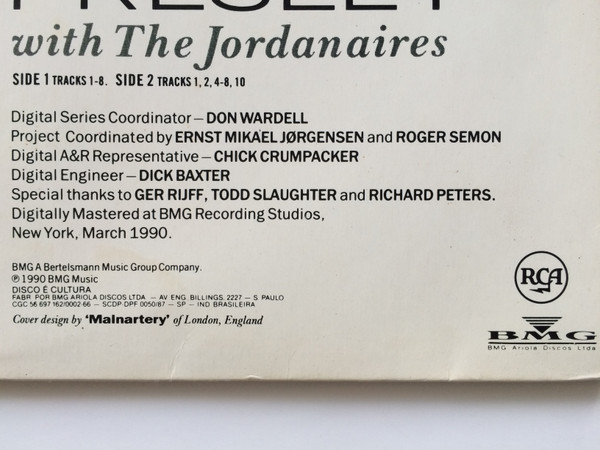 PRESLEY
with The Jordanaires
SIDE 1 TRACKS 1-8. SIDE 2 TRACKS 1, 2, 4-8, 10
Digital Series Coordinator – DON WARDELL
Project Coordinated by ERNST MIKAEL JØRGENSEN and ROGER SEMON
Digital A&R Representative – CHICK CRUMPACKER
Digital Engineer – DICK BAXTER
Special thanks to GER RIJFF, TODD SLAUGHTER and RICHARD PETERS.
Digitally Mastered at BMG Recording Studios,
New York, March 1990.
BMG A Bertelsmann Music Group Company.
℗ 1990 BMG Music
DISCO É CULTURA
FABR. POR BMG ARIOLA DISCOS LTDA. – AV. ENG. BILLINGS, 2227 – S. PAULO
CGC 56 697 162/0002-66 – SCDP DPF 0050/87 – SP – IND. BRASILEIRA
Cover design by 'Malnartery' of London, England
RCA
BMG
BMG Ariola Discos Ltda